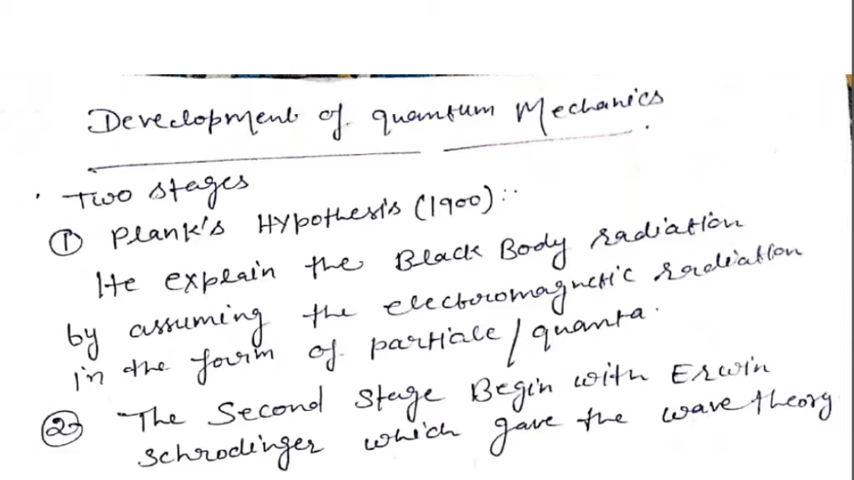 Development of quantum Mechanics
Two stages
① Plank's Hypothesis (1900) :-
He explain the Black Body radiation
by assuming the electromagnetic radiation
in the form of particle / quanta.
② The Second Stage Begin with Erwin
Schrodinger which gave the wave theory